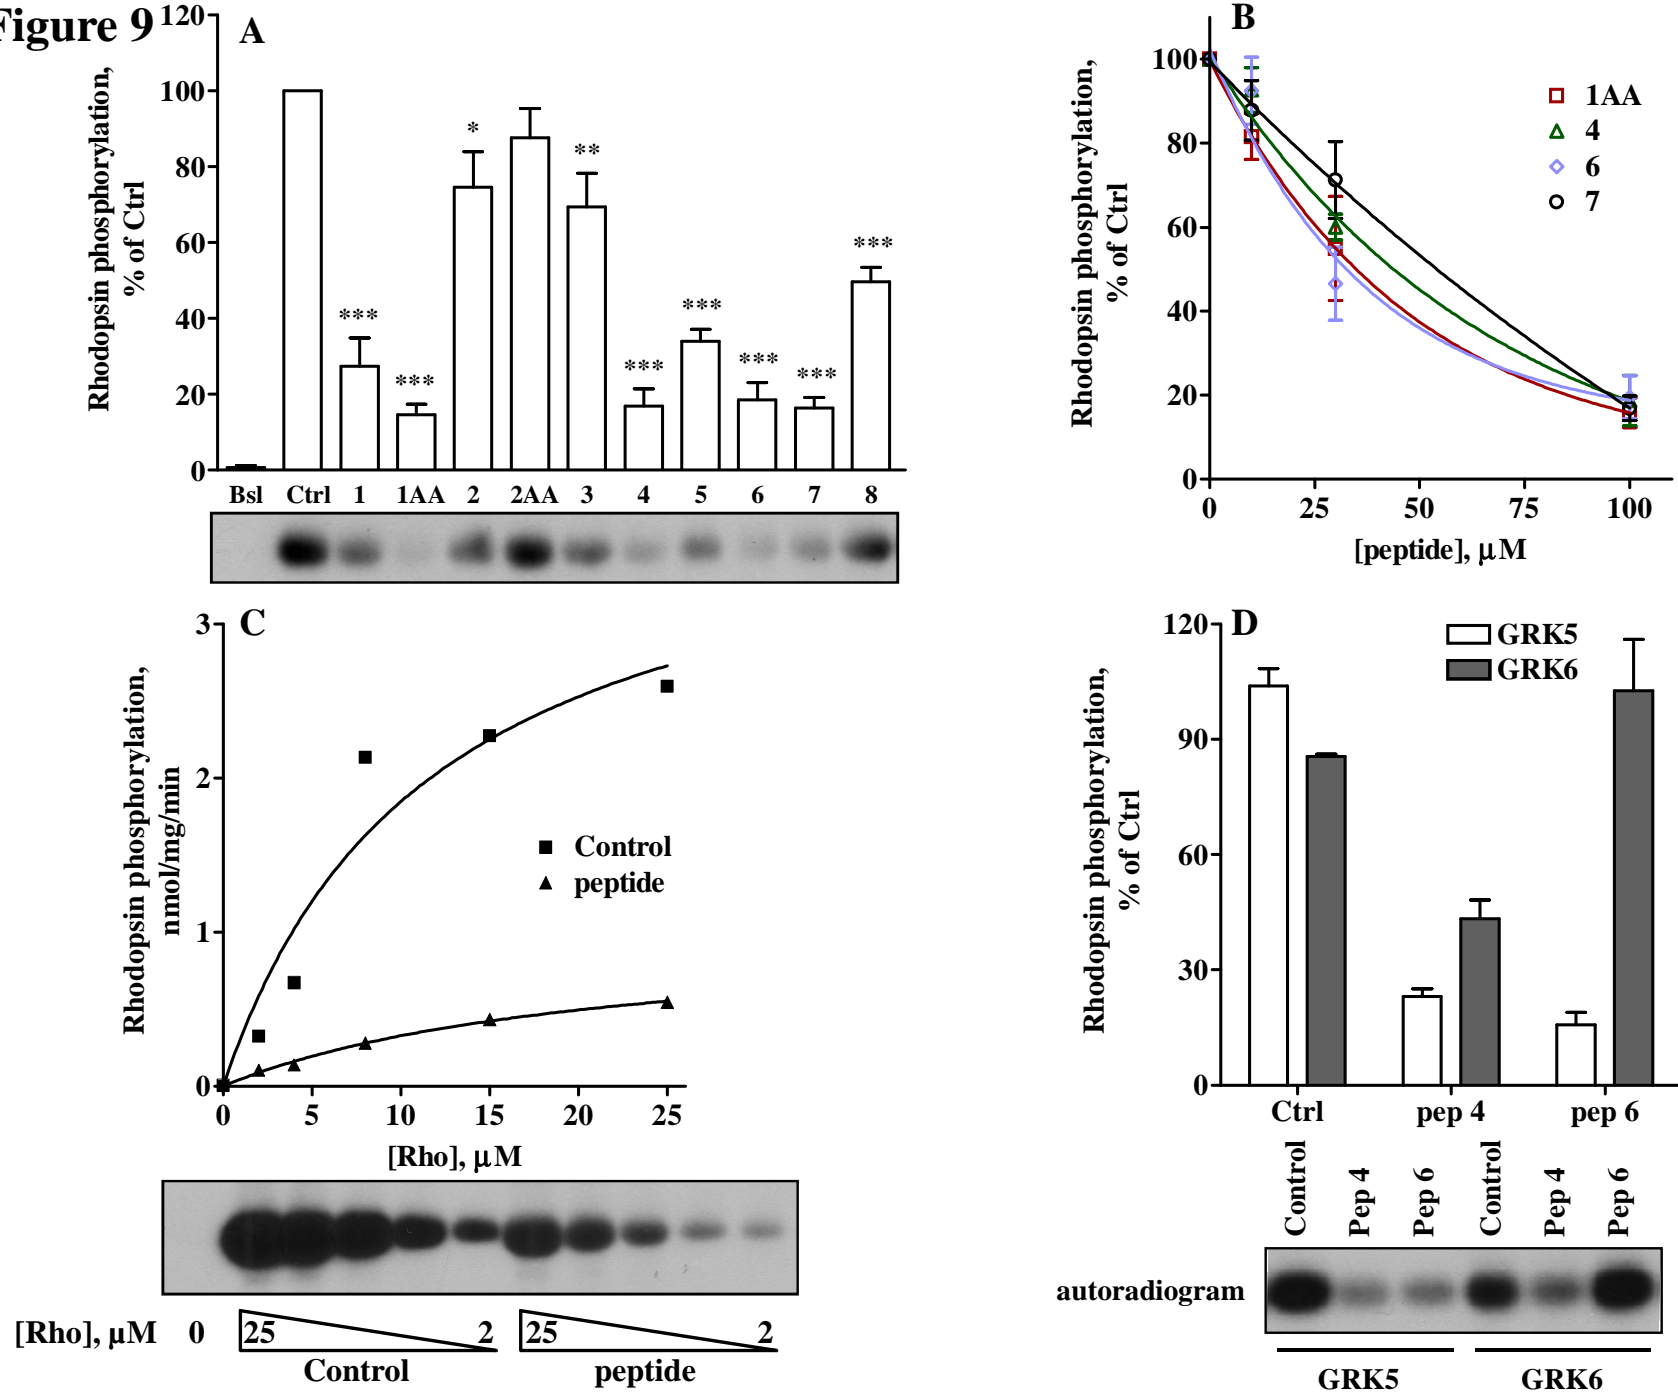 Figure 9
A
Rhodopsin phosphorylation,
% of Ctrl
120
100
80
60
40
20
0
*** *** * ** *** *** *** *** ***
Bsl Ctrl 1 1AA 2 2AA 3 4 5 6 7 8
B
Rhodopsin phosphorylation,
% of Ctrl
100
80
60
40
20
0
0 25 50 75 100
[peptide], μM
1AA
4
6
7
C
Rhodopsin phosphorylation,
nmol/mg/min
3
2
1
0
0 5 10 15 20 25
[Rho], μM
Control
peptide
[Rho], μM 0 25 2 25 2
Control peptide
D
Rhodopsin phosphorylation,
% of Ctrl
120
90
60
30
0
GRK5
GRK6
Ctrl pep 4 pep 6
Control Pep 4 Pep 6 Control Pep 4 Pep 6
autoradiogram
GRK5 GRK6